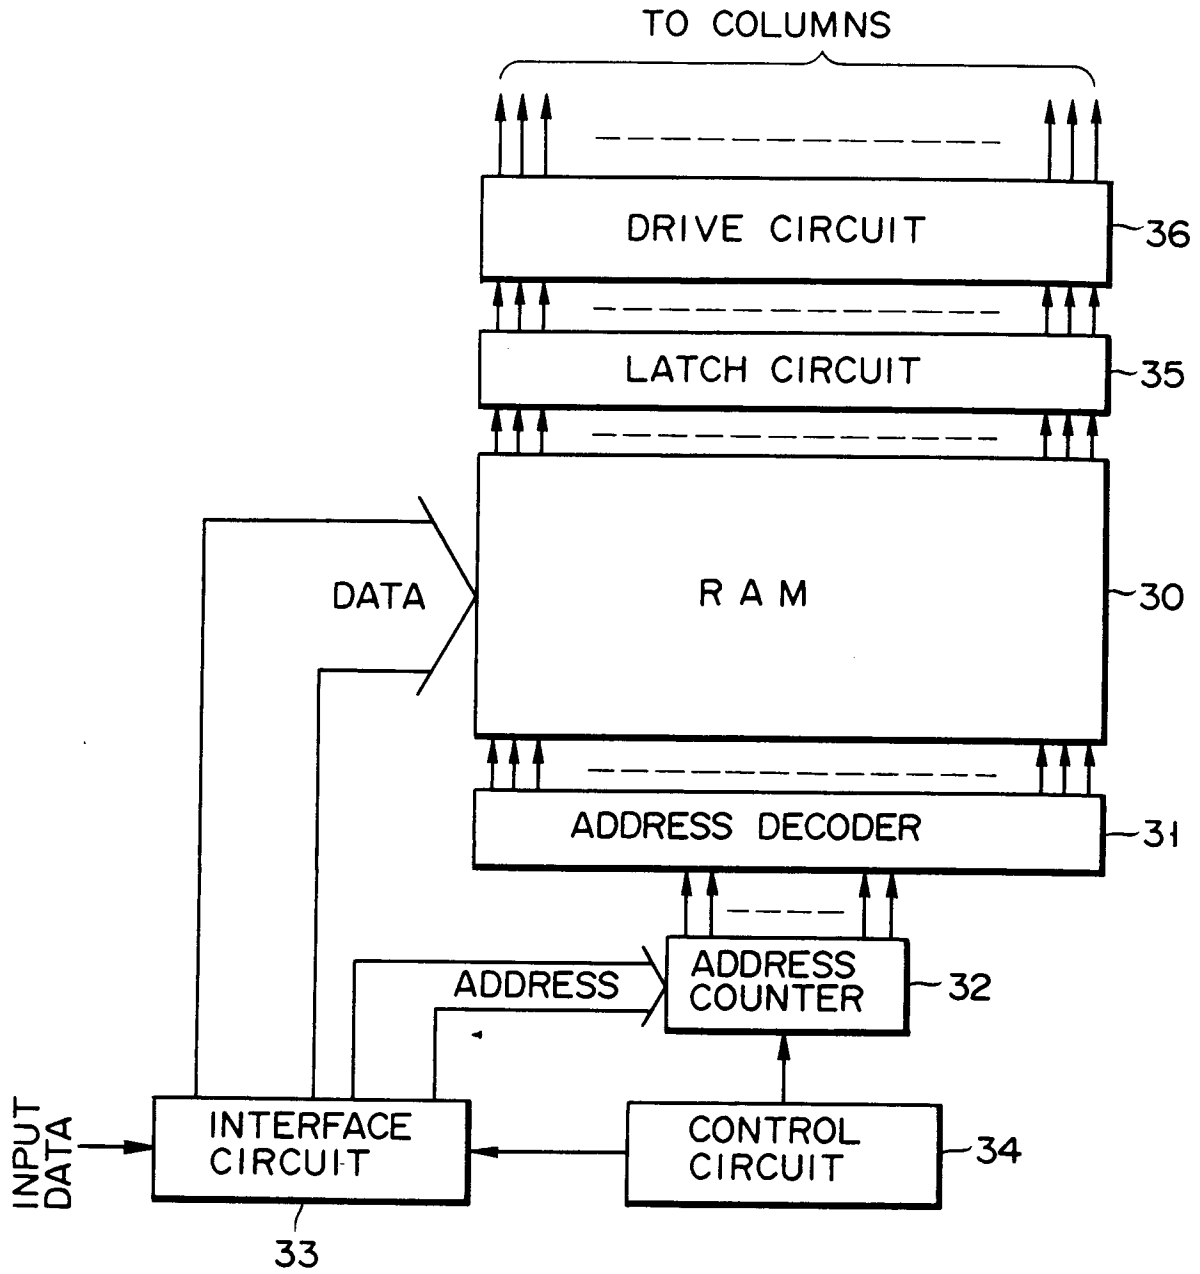 TO COLUMNS
DRIVE CIRCUIT
36
LATCH CIRCUIT
35
DATA
RAM
30
ADDRESS DECODER
31
ADDRESS
ADDRESS
COUNTER
32
INPUT
DATA
INTERFACE
CIRCUIT
33
CONTROL
CIRCUIT
34